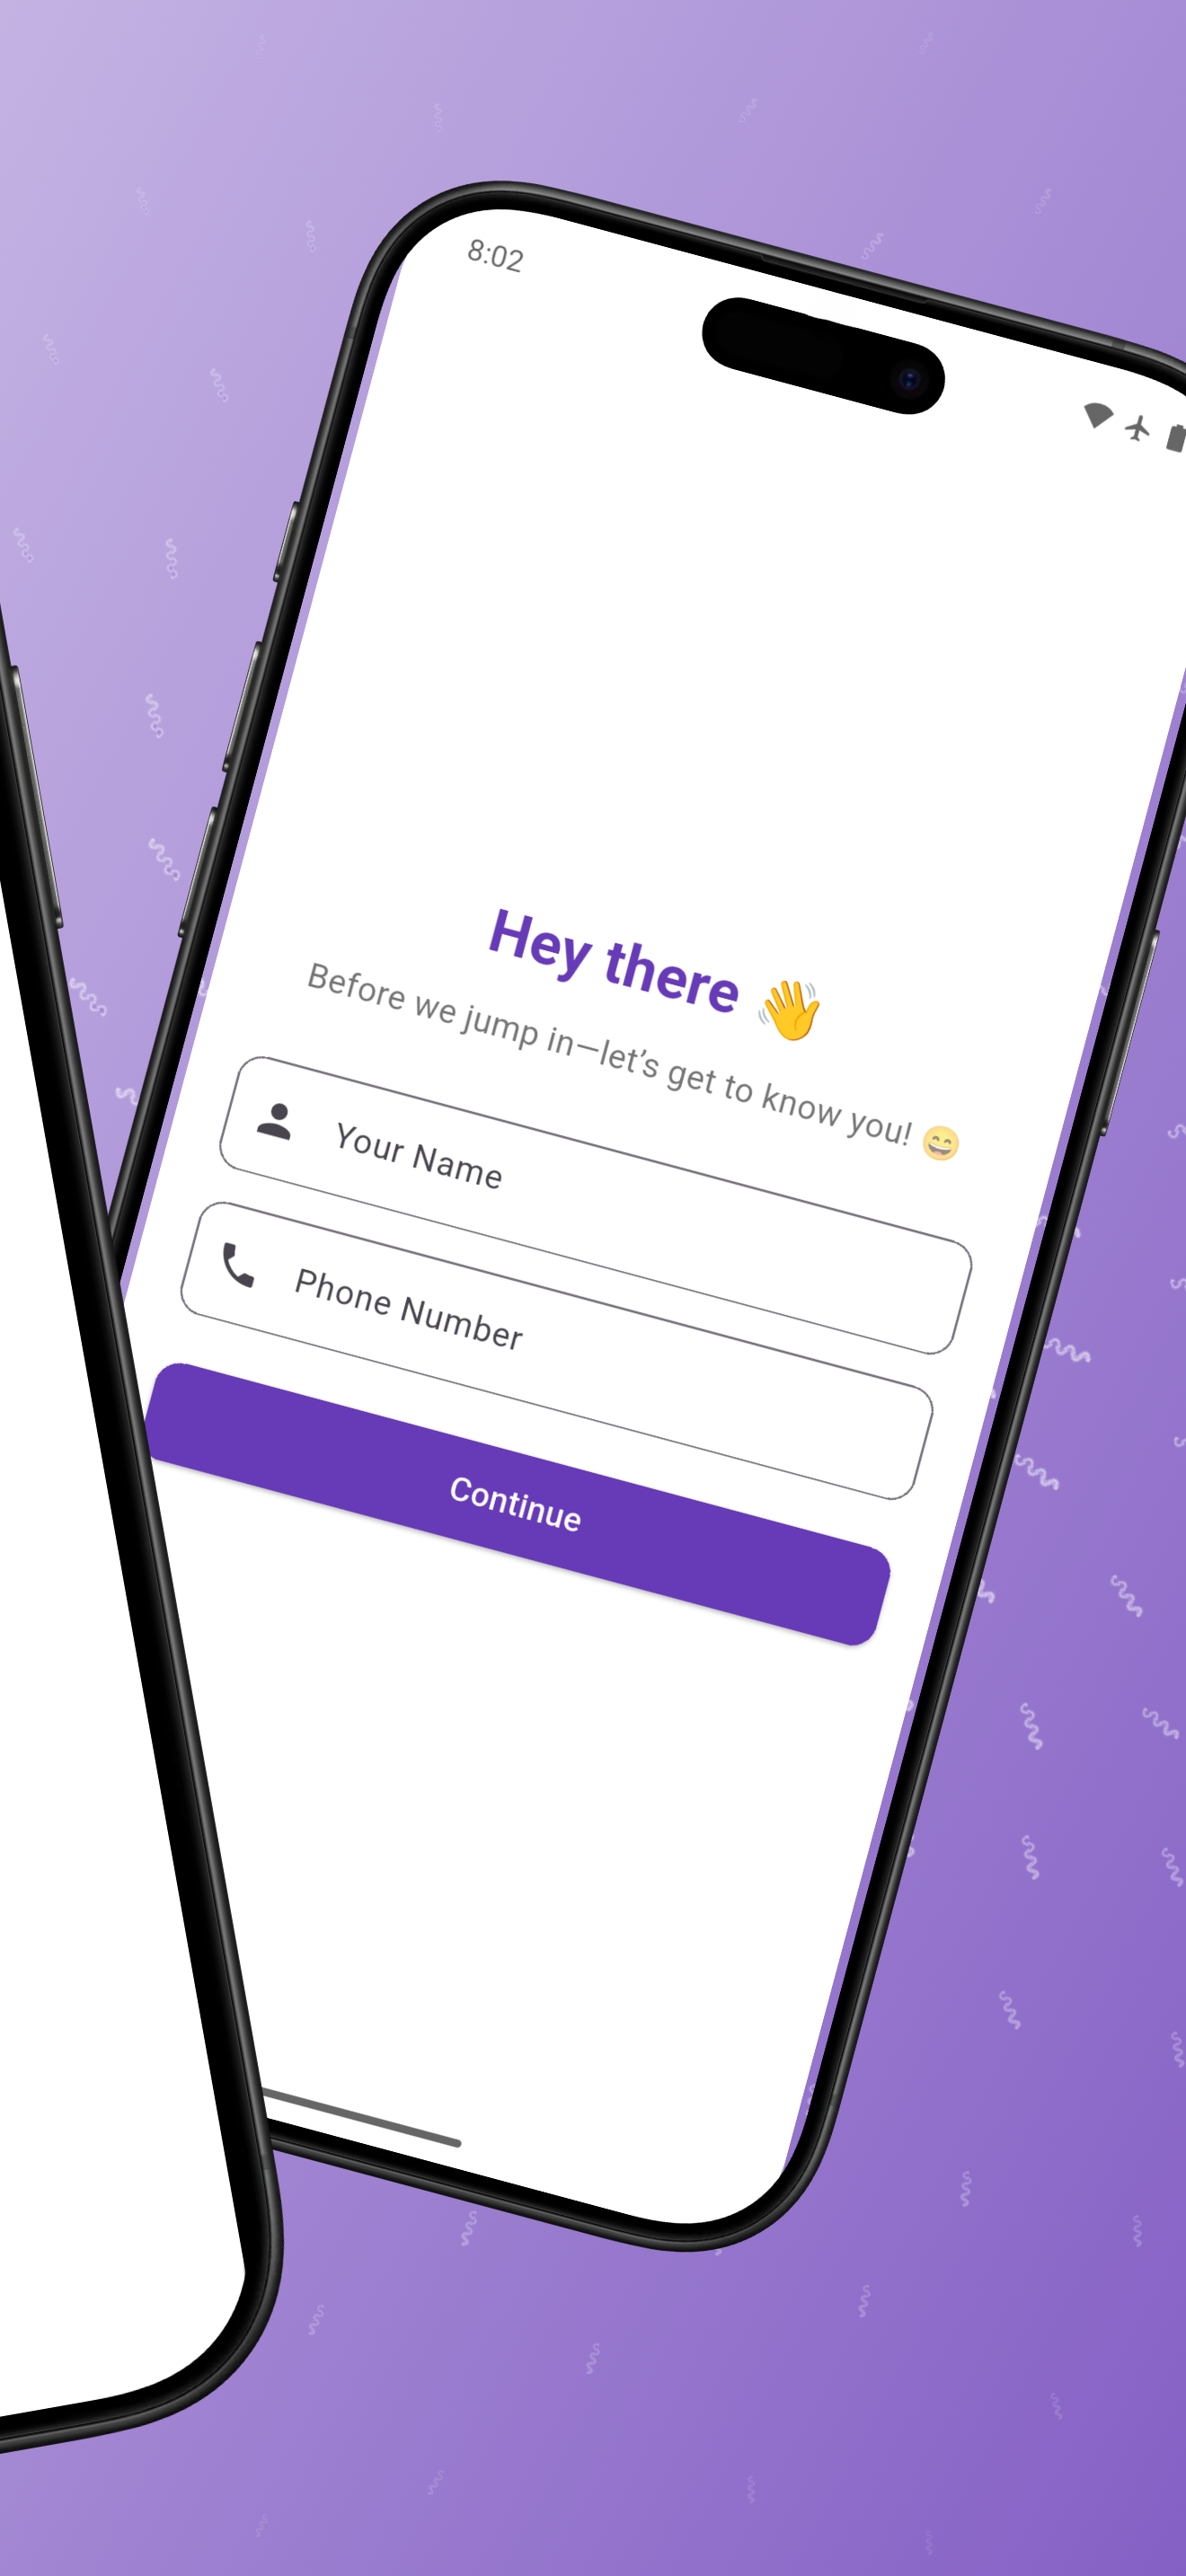 8:02
Hey there 👋
Before we jump in—let’s get to know you! 😄
Your Name
Phone Number
Continue